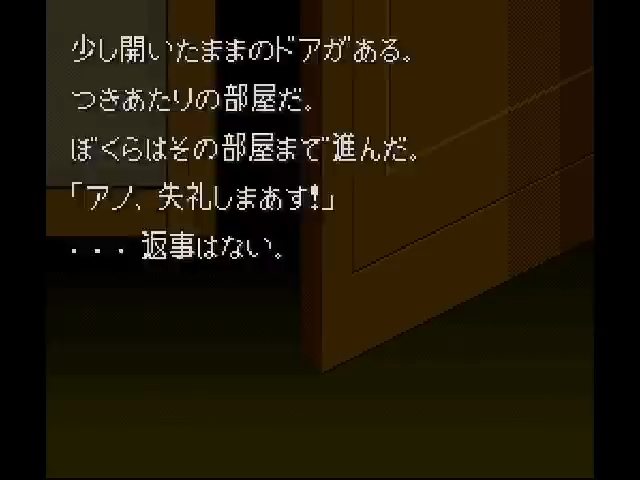 少し開いたままのドアがある。
つきあたりの部屋だ。
ぼくらはその部屋まで進んだ。
「アノ、失礼しまあす!」
・・・返事はない。